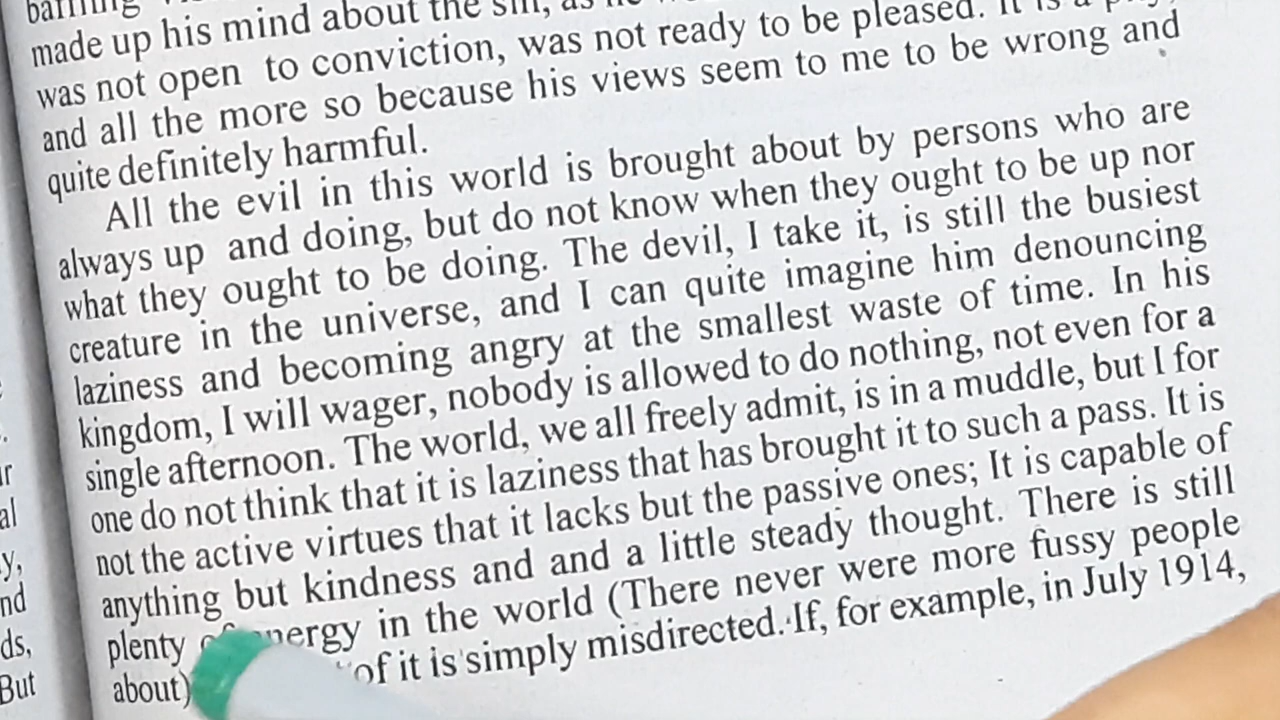 made up his mind about the
was not open to conviction, was not ready to be pleased. It is a
and all the more so because his views seem to me to be wrong and
quite definitely harmful.
All the evil in this world is brought about by persons who are
always up and doing, but do not know when they ought to be up nor
what they ought to be doing. The devil, I take it, is still the busiest
creature in the universe, and I can quite imagine him denouncing
laziness and becoming angry at the smallest waste of time. In his
kingdom, I will wager, nobody is allowed to do nothing, not even for a
single afternoon. The world, we all freely admit, is in a muddle, but I for
one do not think that it is laziness that has brought it to such a pass. It is
not the active virtues that it lacks but the passive ones; It is capable of
anything but kindness and and a little steady thought. There is still
plenty of energy in the world (There never were more fussy people
about) of it is simply misdirected. If, for example, in July 1914,
al
y,
nd
ds,
But